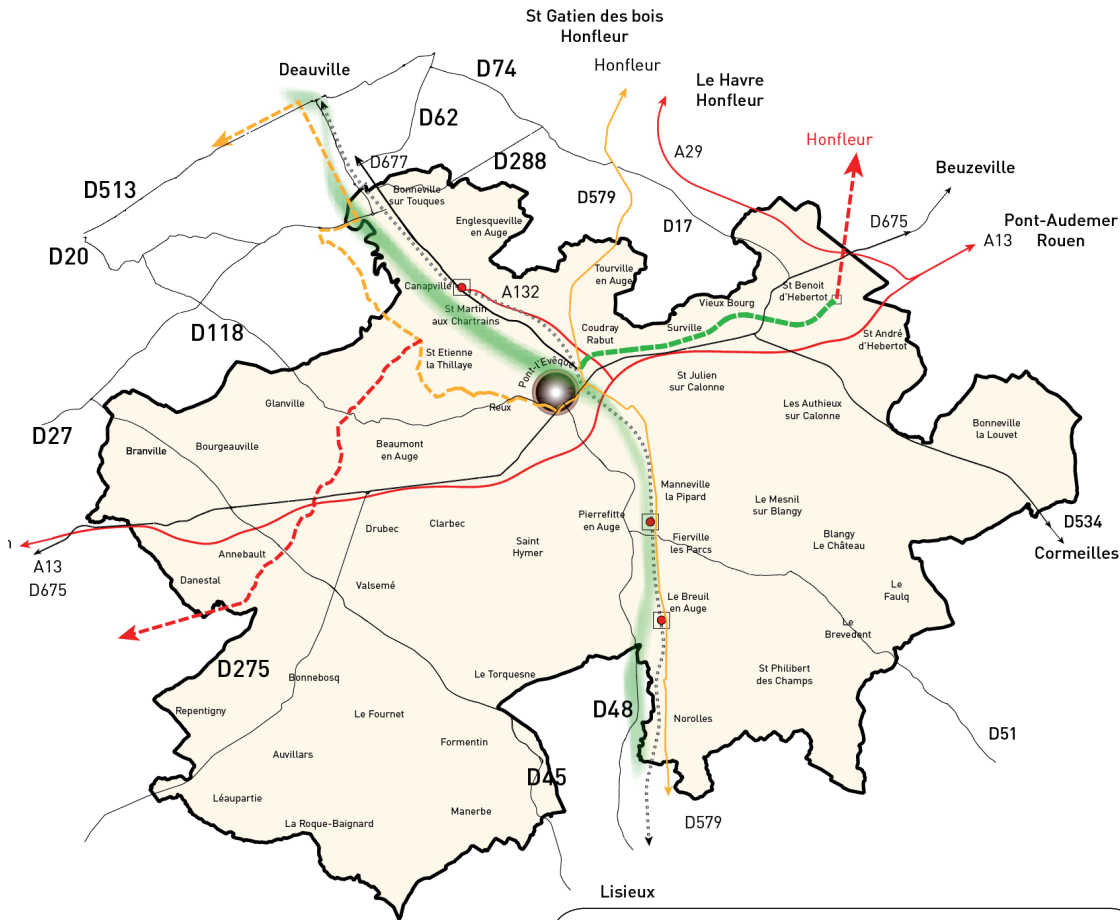 St Gatien des bois
Honfleur
Honfleur
Deauville
D74
Le Havre
Honfleur
D62
Honfleur
A29
D677
D288
Beuzeville
D513
Bonneville
sur Touques
D579
D675
Englesqueville
en Auge
D17
Pont-Audemer
Rouen
A13
D20
Tourville
en Auge
Canapville
A132
St Benoit
d'Hebertot
Vieux Bourg
St Martin
aux Chartrains
Coudray
Rabut
Surville
St André
d'Hebertot
D118
St Etienne
la Thillaye
Pont-l'Evêque
St Julien
sur Calonne
Glanville
Reux
Les Authieux
sur Calonne
D27
Bonneville
la Louvet
Branville
Bourgeauville
Beaumont
en Auge
Manneville
la Pipard
Le Mesnil
sur Blangy
Pierrefitte
en Auge
D534
Drubec
Clarbec
Saint
Hymer
Fierville
les Parcs
Blangy
Le Château
Cormeilles
n
A13
D675
Annebault
Danestal
Valsemé
Le Breuil
en Auge
Le
Faulq
Le
Brevedent
D275
Bonnebosq
Le Torquesne
St Philibert
des Champs
Repentigny
Le Fournet
D48
Norolles
D51
Auvillars
Formentin
D45
Léaupartie
Manerbe
La Roque-Baignard
D579
Lisieux